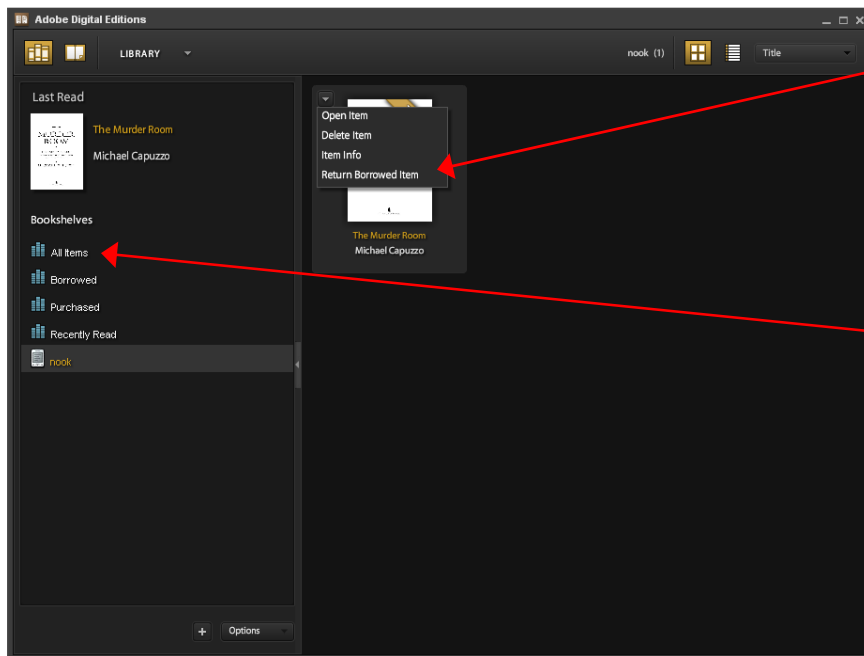 Adobe Digital Editions
LIBRARY
nook (1)
Title
Last Read
The Murder Room
Michael Capuzzo
Bookshelves
All Items
Borrowed
Purchased
Recently Read
nook
Open Item
Delete Item
Item Info
Return Borrowed Item
The Murder Room
Michael Capuzzo
+ Options